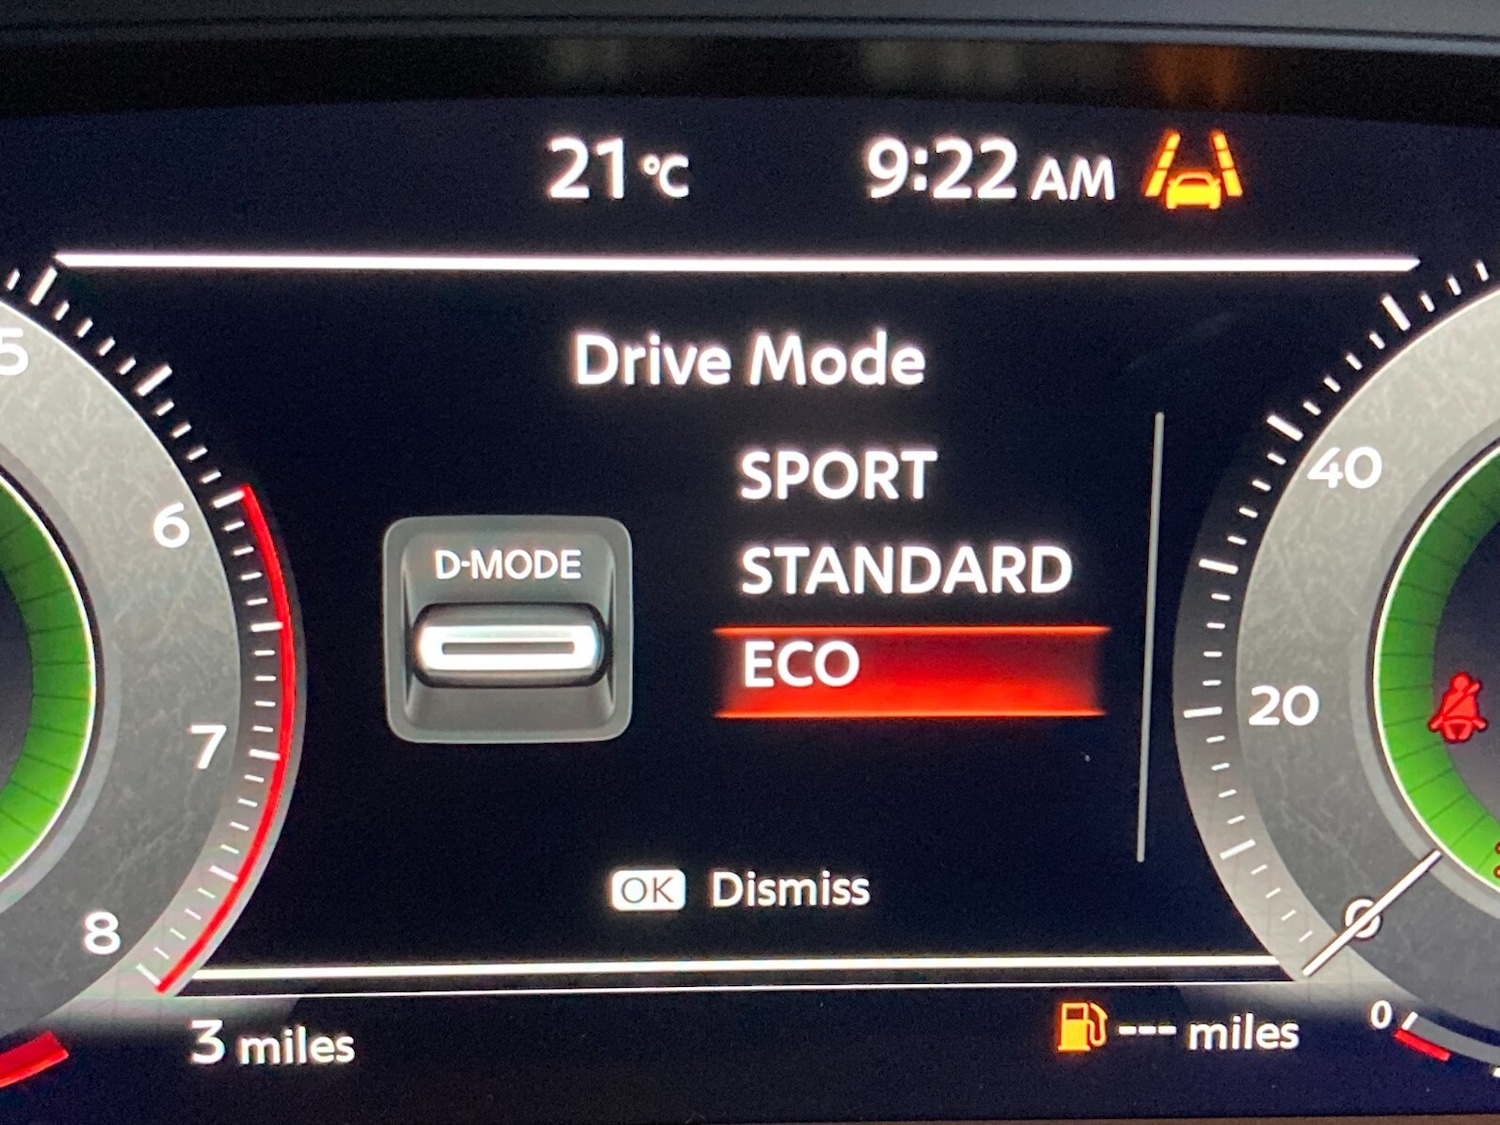 21 °C 9:22 AM
Drive Mode
SPORT
D-MODE
STANDARD
ECO
OK Dismiss
5
6
7
8
40
20
0
3 miles
--- miles
0